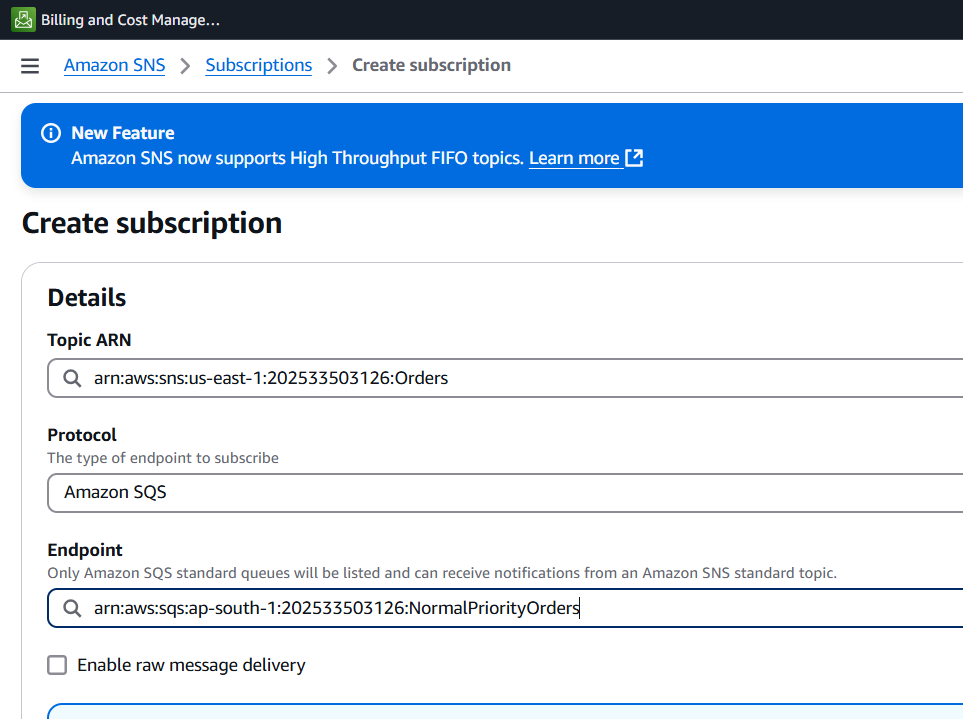 Billing and Cost Manage...
Amazon SNS > Subscriptions > Create subscription
New Feature
Amazon SNS now supports High Throughput FIFO topics. Learn more
Create subscription
Details
Topic ARN
arn:aws:sns:us-east-1:202533503126:Orders
Protocol
The type of endpoint to subscribe
Amazon SQS
Endpoint
Only Amazon SQS standard queues will be listed and can receive notifications from an Amazon SNS standard topic.
arn:aws:sqs:ap-south-1:202533503126:NormalPriorityOrders
Enable raw message delivery